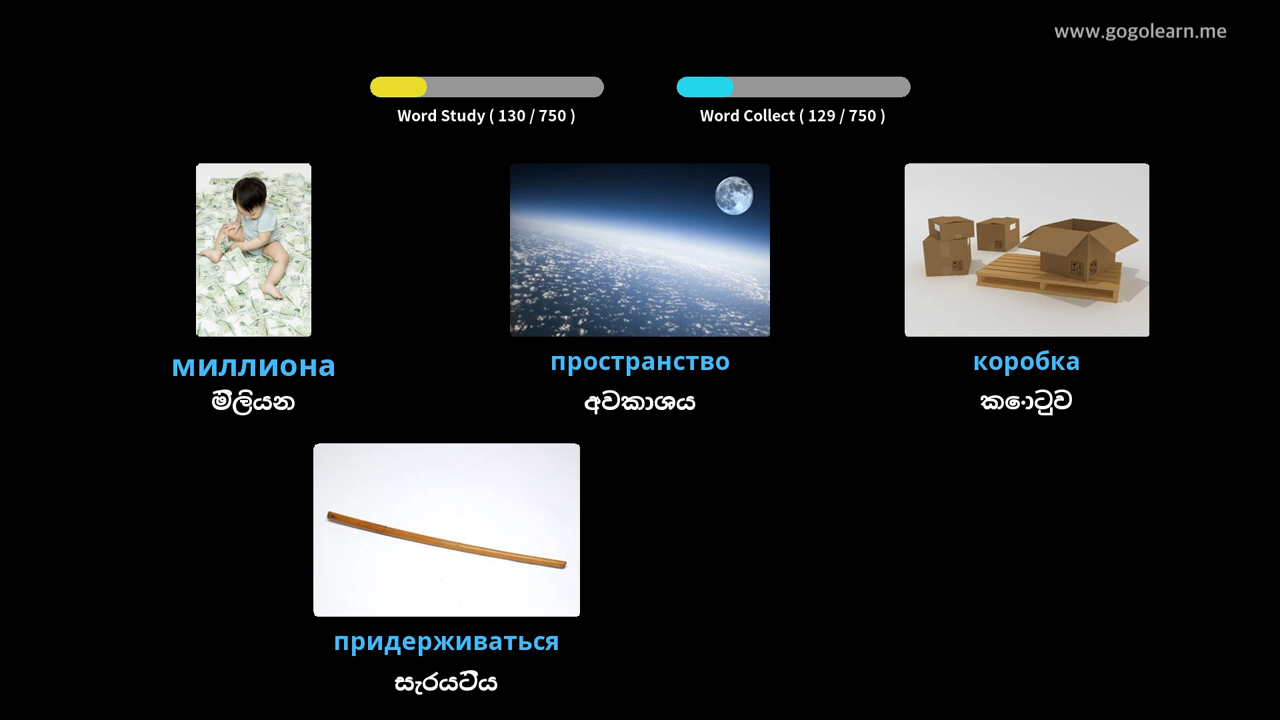 www.gogolearn.me
Word Study ( 130 / 750 )
Word Collect ( 129 / 750 )
миллиона
пространство
коробка
මිලියන
අවකාශය
කොටුව
придерживаться
සැරයටිය